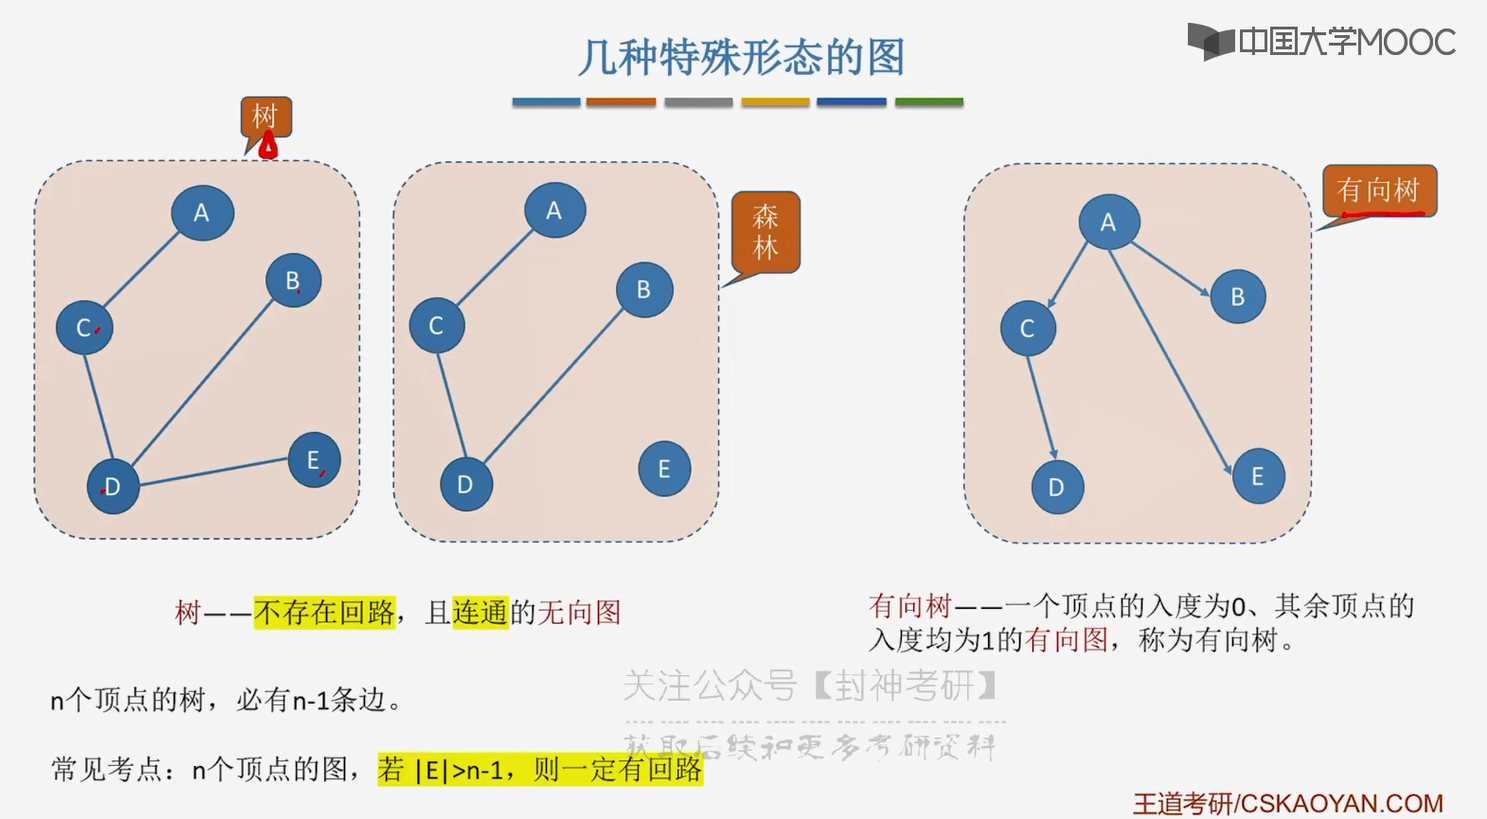 几种特殊形态的图
中国大学MOOC
树
A
B
C
D
E
A
B
C
D
E
森
林
有向树
A
B
C
D
E
树——不存在回路，且连通的无向图
有向树——一个顶点的入度为0、其余顶点的
入度均为1的有向图，称为有向树。
n个顶点的树，必有n-1条边。
关注公众号【封神考研】
获取后续和更多考研资料
常见考点：n个顶点的图，若 |E|>n-1，则一定有回路
王道考研/CSKAOYAN.COM